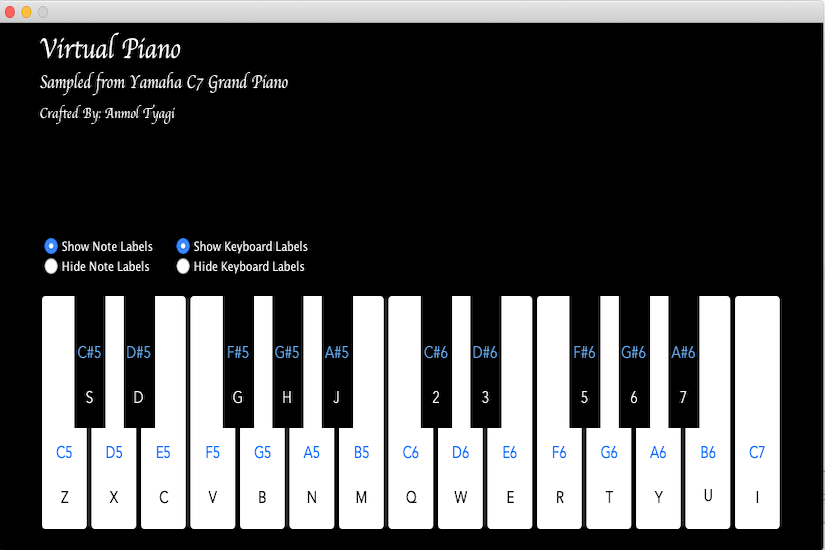 Virtual Piano
Sampled from Yamaha C7 Grand Piano
Crafted By: Anmol Tyagi
Show Note Labels Show Keyboard Labels
Hide Note Labels Hide Keyboard Labels
C#5 D#5 F#5 G#5 A#5 C#6 D#6 F#6 G#6 A#6
S D G H J 2 3 5 6 7
C5 D5 E5 F5 G5 A5 B5 C6 D6 E6 F6 G6 A6 B6 C7
Z X C V B N M Q W E R T Y U I